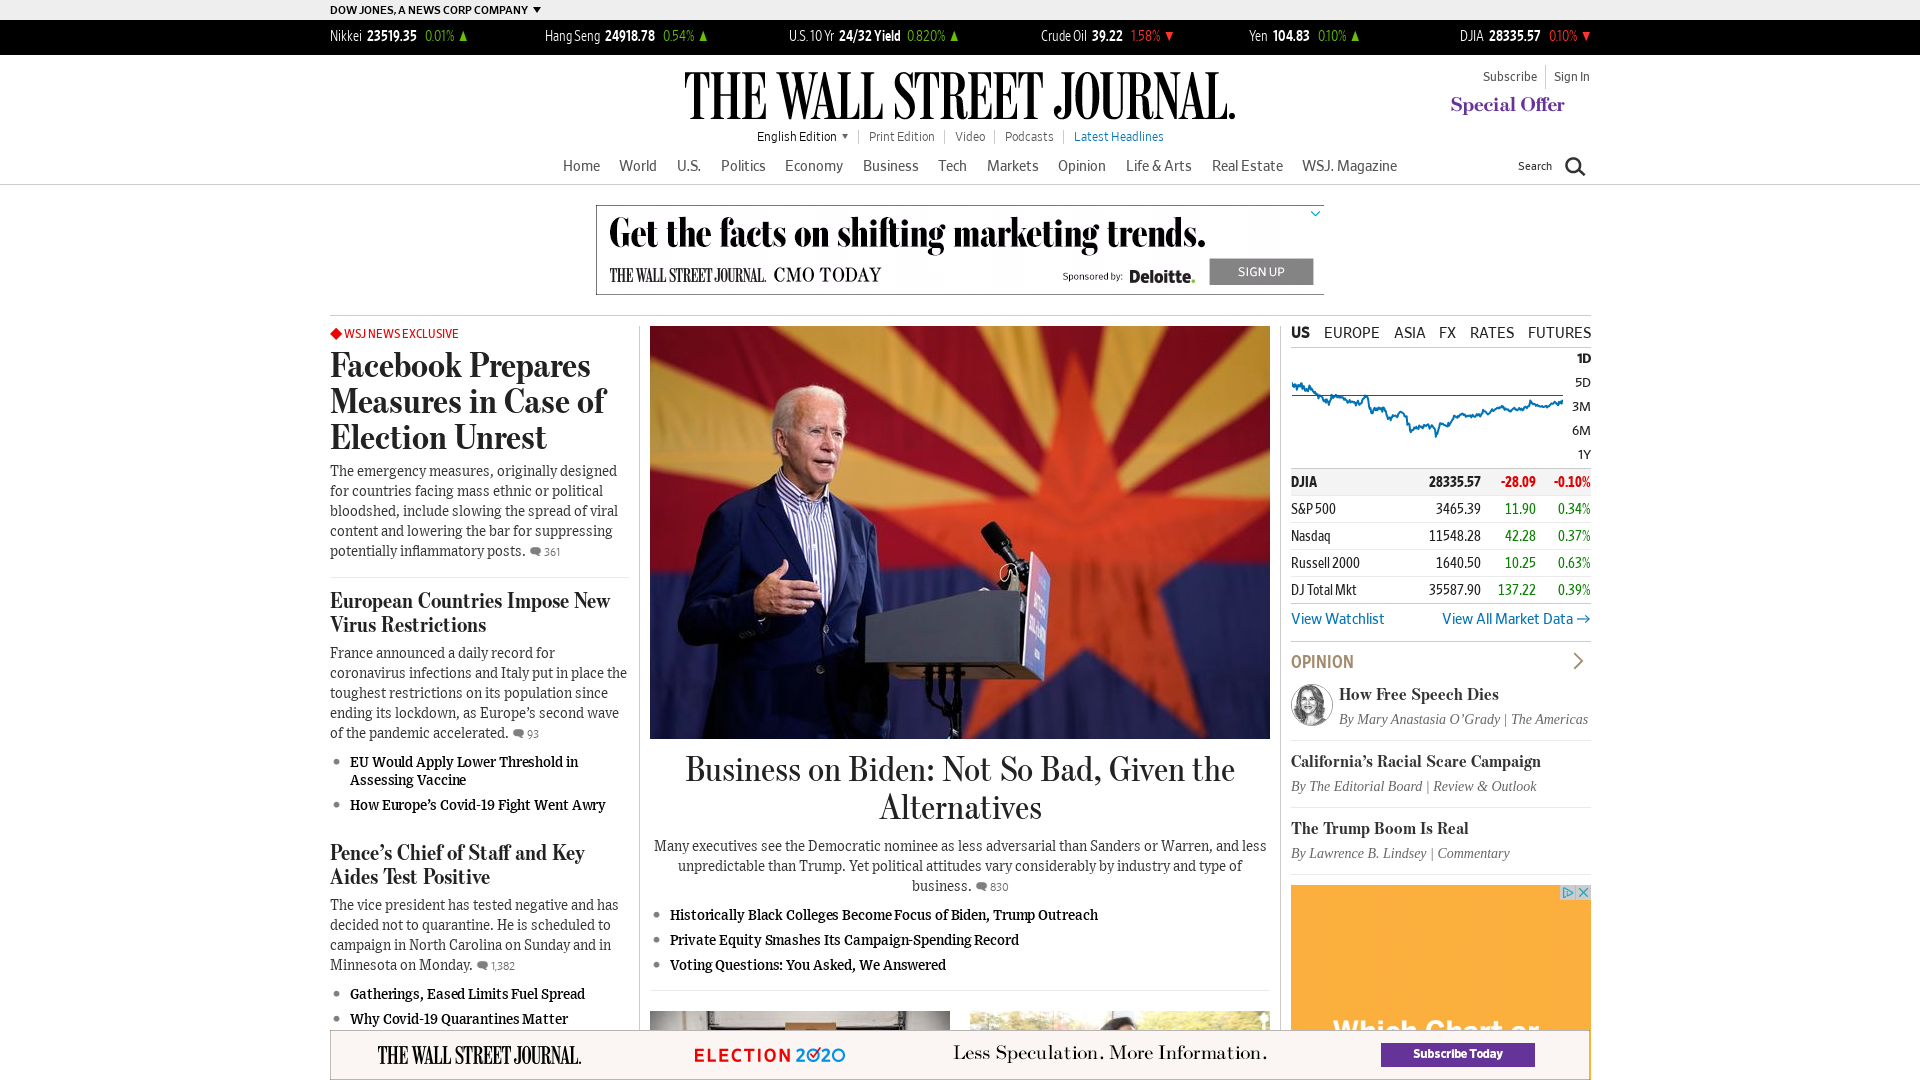 DOW JONES, A NEWS CORP COMPANY
Nikkei 23519.35 0.01% Hang Seng 24918.78 0.54% U.S. 10 Yr 24/32 Yield 0.820% Crude Oil 39.22 1.58% Yen 104.83 0.10% DJIA 28335.57 0.10%
THE WALL STREET JOURNAL.
Subscribe Sign In
Special Offer
English Edition Print Edition Video Podcasts Latest Headlines
Home World U.S. Politics Economy Business Tech Markets Opinion Life & Arts Real Estate WSJ. Magazine
Search
Get the facts on shifting marketing trends.
THE WALL STREET JOURNAL. CMO TODAY Sponsored by: Deloitte. SIGN UP
WSJ NEWS EXCLUSIVE
Facebook Prepares
Measures in Case of
Election Unrest
The emergency measures, originally designed
for countries facing mass ethnic or political
bloodshed, include slowing the spread of viral
content and lowering the bar for suppressing
potentially inflammatory posts. 361
European Countries Impose New
Virus Restrictions
France announced a daily record for
coronavirus infections and Italy put in place the
toughest restrictions on its population since
ending its lockdown, as Europe’s second wave
of the pandemic accelerated. 93
EU Would Apply Lower Threshold in
Assessing Vaccine
How Europe’s Covid-19 Fight Went Awry
Pence’s Chief of Staff and Key
Aides Test Positive
The vice president has tested negative and has
decided not to quarantine. He is scheduled to
campaign in North Carolina on Sunday and in
Minnesota on Monday. 1,382
Gatherings, Eased Limits Fuel Spread
Why Covid-19 Quarantines Matter
Business on Biden: Not So Bad, Given the
Alternatives
Many executives see the Democratic nominee as less adversarial than Sanders or Warren, and less
unpredictable than Trump. Yet political attitudes vary considerably by industry and type of
business. 830
Historically Black Colleges Become Focus of Biden, Trump Outreach
Private Equity Smashes Its Campaign-Spending Record
Voting Questions: You Asked, We Answered
US EUROPE ASIA FX RATES FUTURES
1D
5D
3M
6M
1Y
DJIA 28335.57 -28.09 -0.10%
S&P 500 3465.39 11.90 0.34%
Nasdaq 11548.28 42.28 0.37%
Russell 2000 1640.50 10.25 0.63%
DJ Total Mkt 35587.90 137.22 0.39%
View Watchlist View All Market Data
OPINION
How Free Speech Dies
By Mary Anastasia O’Grady | The Americas
California’s Racial Scare Campaign
By The Editorial Board | Review & Outlook
The Trump Boom Is Real
By Lawrence B. Lindsey | Commentary
Which Chart or
THE WALL STREET JOURNAL. ELECTION 2020 Less Speculation. More Information. Subscribe Today